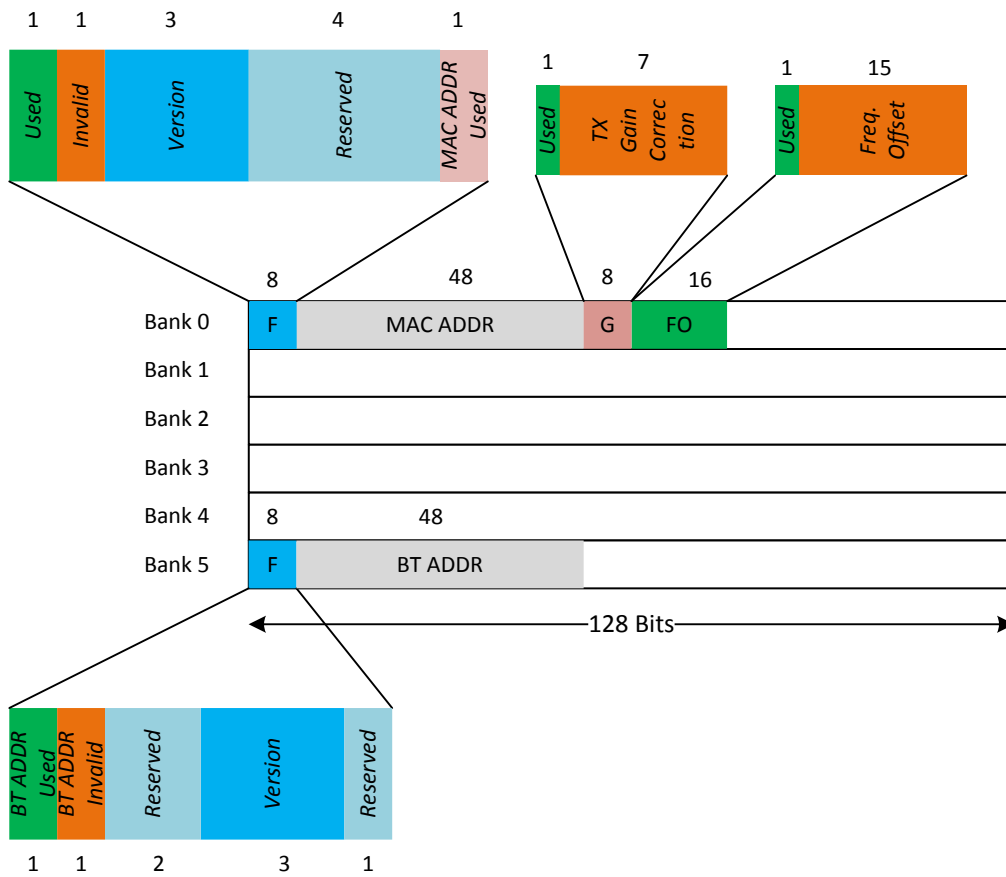 1 1 3 4 1
Used
Invalid
Version
Reserved
MAC ADDR
Used
1 7
Used
TX
Gain
Correc
tion
1 15
Used
Freq.
Offset
8 48 8 16
Bank 0 F MAC ADDR G FO
Bank 1
Bank 2
Bank 3
Bank 4 8 48
Bank 5 F BT ADDR
128 Bits
BT ADDR
Used
BT ADDR
Invalid
Reserved
Version
Reserved
1 1 2 3 1